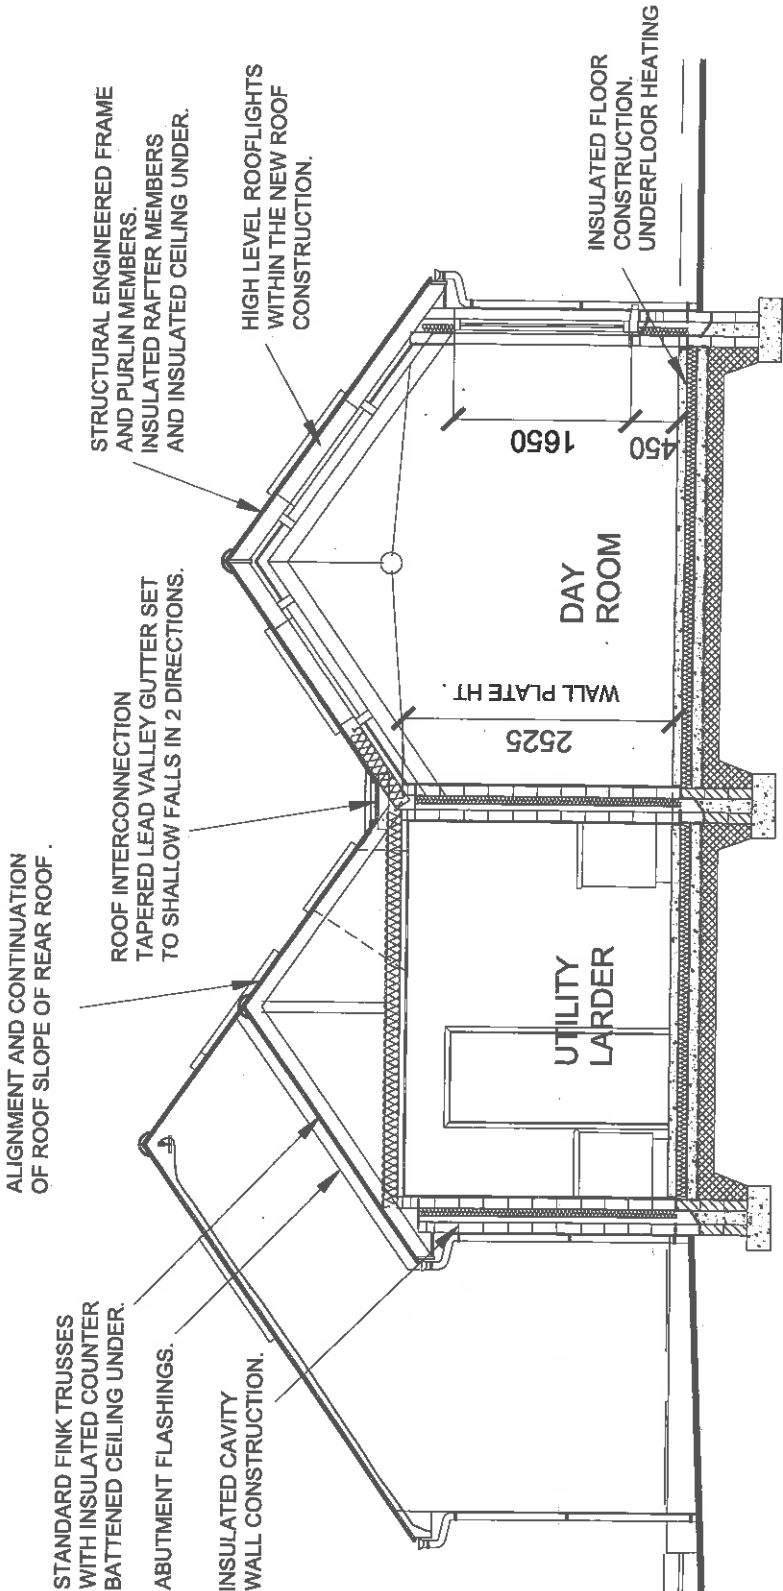 STANDARD FINK TRUSSES
WITH INSULATED COUNTER
BATTENED CEILING UNDER.
ABUTMENT FLASHINGS.
INSULATED CAVITY
WALL CONSTRUCTION.
ALIGNMENT AND CONTINUATION
OF ROOF SLOPE OF REAR ROOF.
ROOF INTERCONNECTION
TAPERED LEAD VALLEY GUTTER SET
TO SHALLOW FALLS IN 2 DIRECTIONS.
STRUCTURAL ENGINEERED FRAME
AND PURLIN MEMBERS.
INSULATED RAFTER MEMBERS
AND INSULATED CEILING UNDER.
HIGH LEVEL ROOFLIGHTS
WITHIN THE NEW ROOF
CONSTRUCTION.
INSULATED FLOOR
CONSTRUCTION.
UNDERFLOOR HEATING
UTILITY
LARDER
DAY
ROOM
2525
WALL PLATE HT.
1650
450